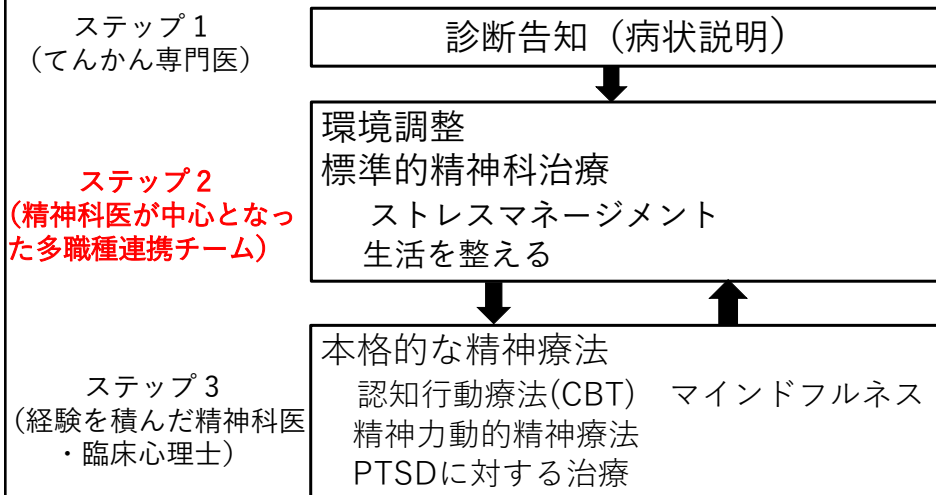 ステップ1
(てんかん専門医)
診断告知（病状説明）
ステップ2
(精神科医が中心となっ
た多職種連携チーム)
環境調整
標準的精神科治療
ストレスマネージメント
生活を整える
ステップ3
(経験を積んだ精神科医
・臨床心理士)
本格的な精神療法
認知行動療法(CBT)　マインドフルネス
精神力動的精神療法
PTSDに対する治療